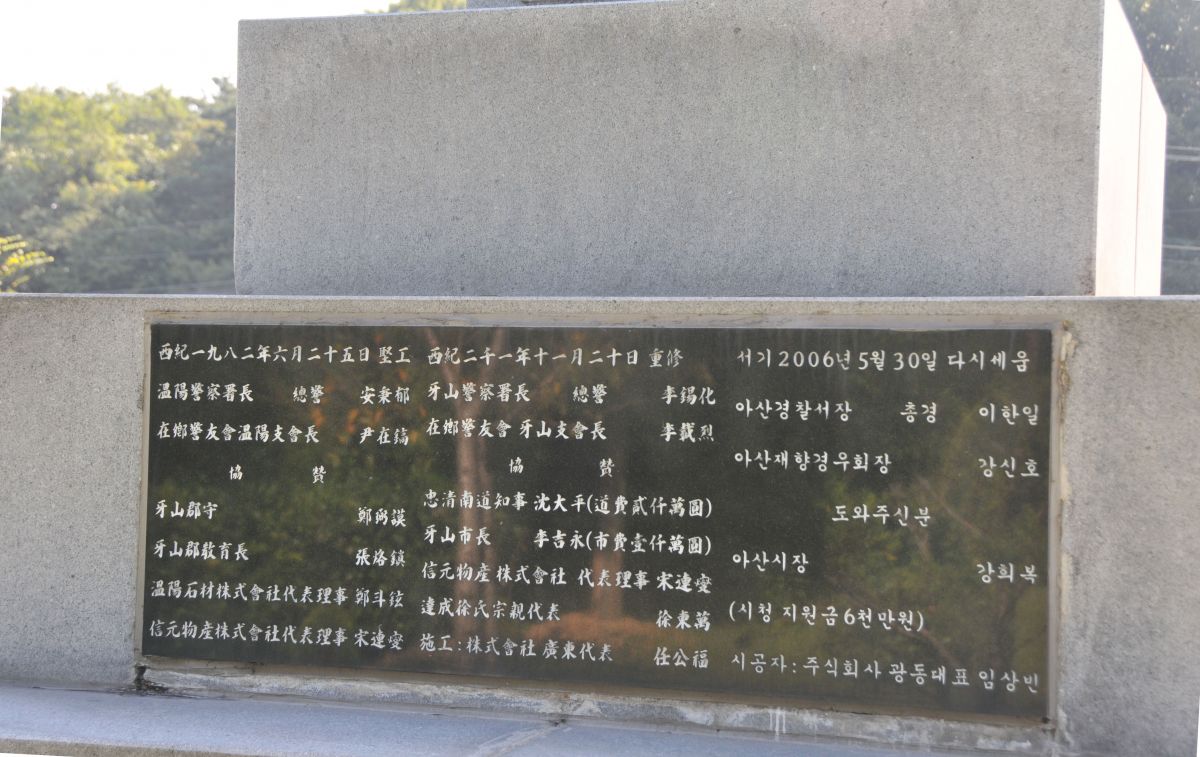 西紀一九八二年六月二十五日 堅工
溫陽警察署長 總警 安秉郁
在鄕警友會溫陽支會長 尹在鎬
協 贊
牙山郡守 鄭弼謨
牙山郡敎育長 張烙鎭
溫陽石材株式會社代表理事 鄭斗鉉
信元物産株式會社代表理事 宋連燮
西紀二千一年十一月二十日 重修
牙山警察署長 總警 李錫化
在鄕警友會 牙山支會長 李載烈
協 贊
忠淸南道知事 沈大平(道費貳仟萬圓)
牙山市長 李吉永(市費壹仟萬圓)
信元物産 株式會社 代表理事 宋連燮
達成徐氏宗親代表 徐東萬
施工:株式會社 廣東代表 任公福
서기 2006년 5월 30일 다시세움
아산경찰서장 총경 이한일
아산재향경우회장 강신호
도와주신분
아산시장 강희복
(시청 지원금 6천만원)
시공자: 주식회사 광동대표 임상빈